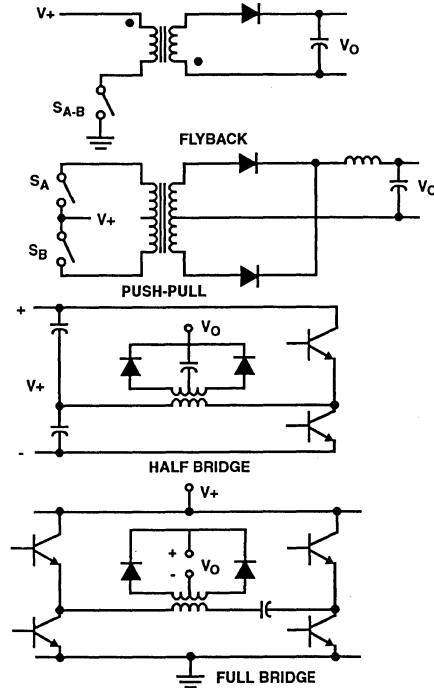 V+
VO
SA-B
FLYBACK
SA
V+
SB
VO
PUSH-PULL
+
VO
V+
-
HALF BRIDGE
V+
+
VO
-
FULL BRIDGE